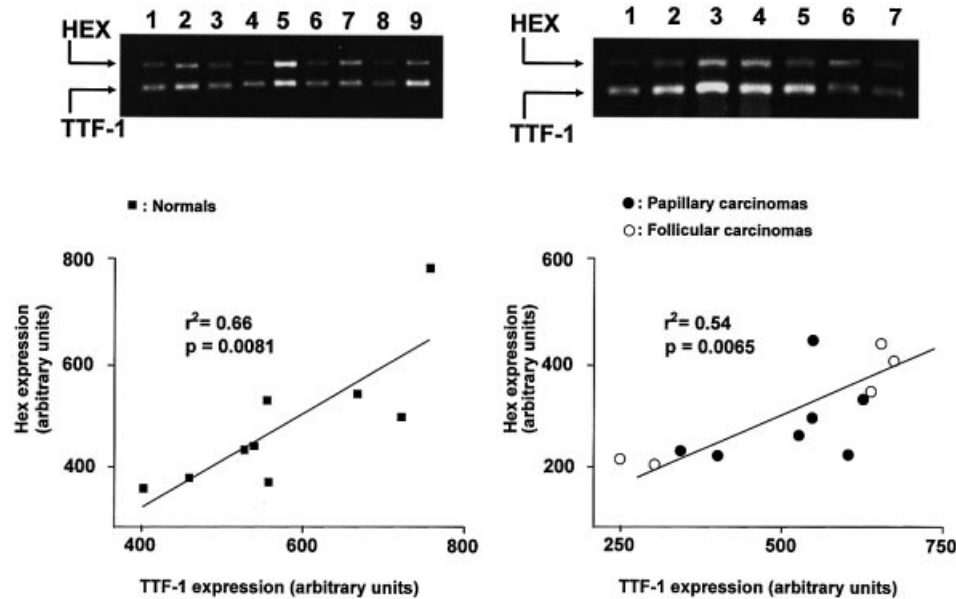 HEX
1 2 3 4 5 6 7 8 9
TTF-1
HEX
1 2 3 4 5 6 7
TTF-1
■ : Normals
800
600
400
Hex expression
(arbitrary units)
r² = 0.66
p = 0.0081
400 600 800
TTF-1 expression (arbitrary units)
● : Papillary carcinomas
○ : Follicular carcinomas
600
400
200
Hex expression
(arbitrary units)
r² = 0.54
p = 0.0065
250 500 750
TTF-1 expression (arbitrary units)